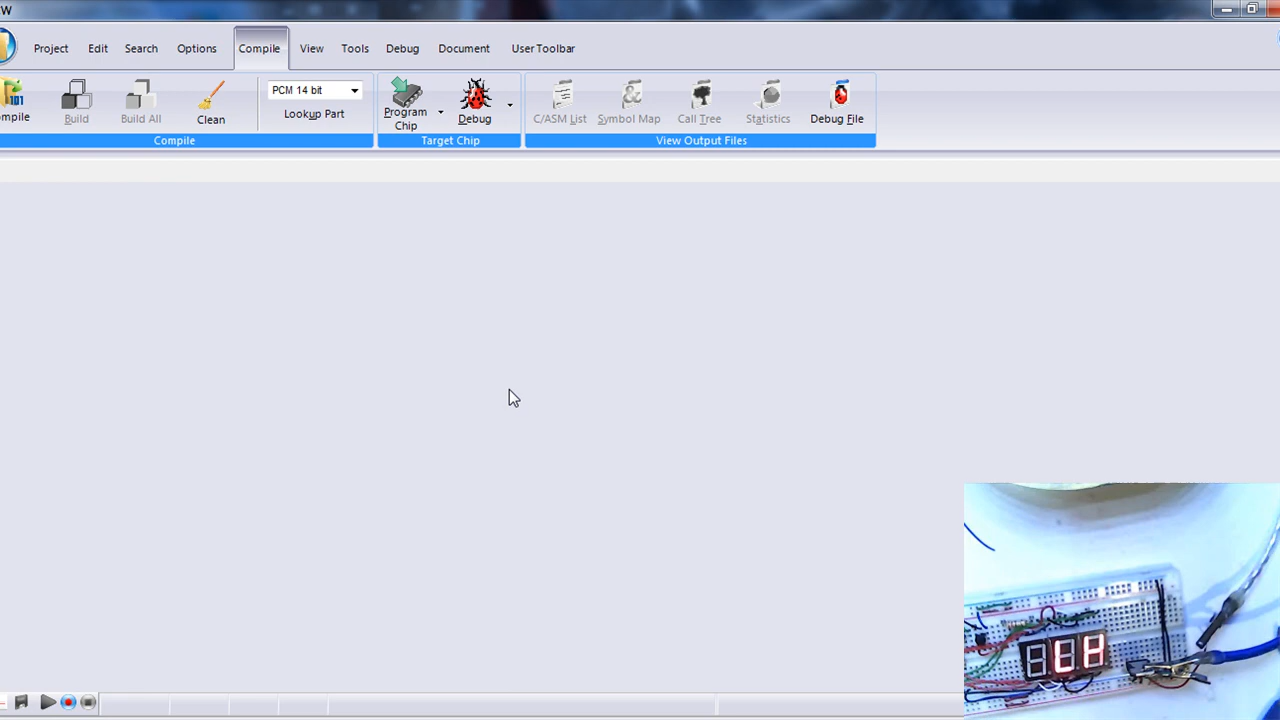 W
Project Edit Search Options Compile View Tools Debug Document User Toolbar
ompile Build Build All Clean PCM 14 bit Lookup Part Program Chip Debug C/ASM List Symbol Map Call Tree Statistics Debug File
Compile Target Chip View Output Files